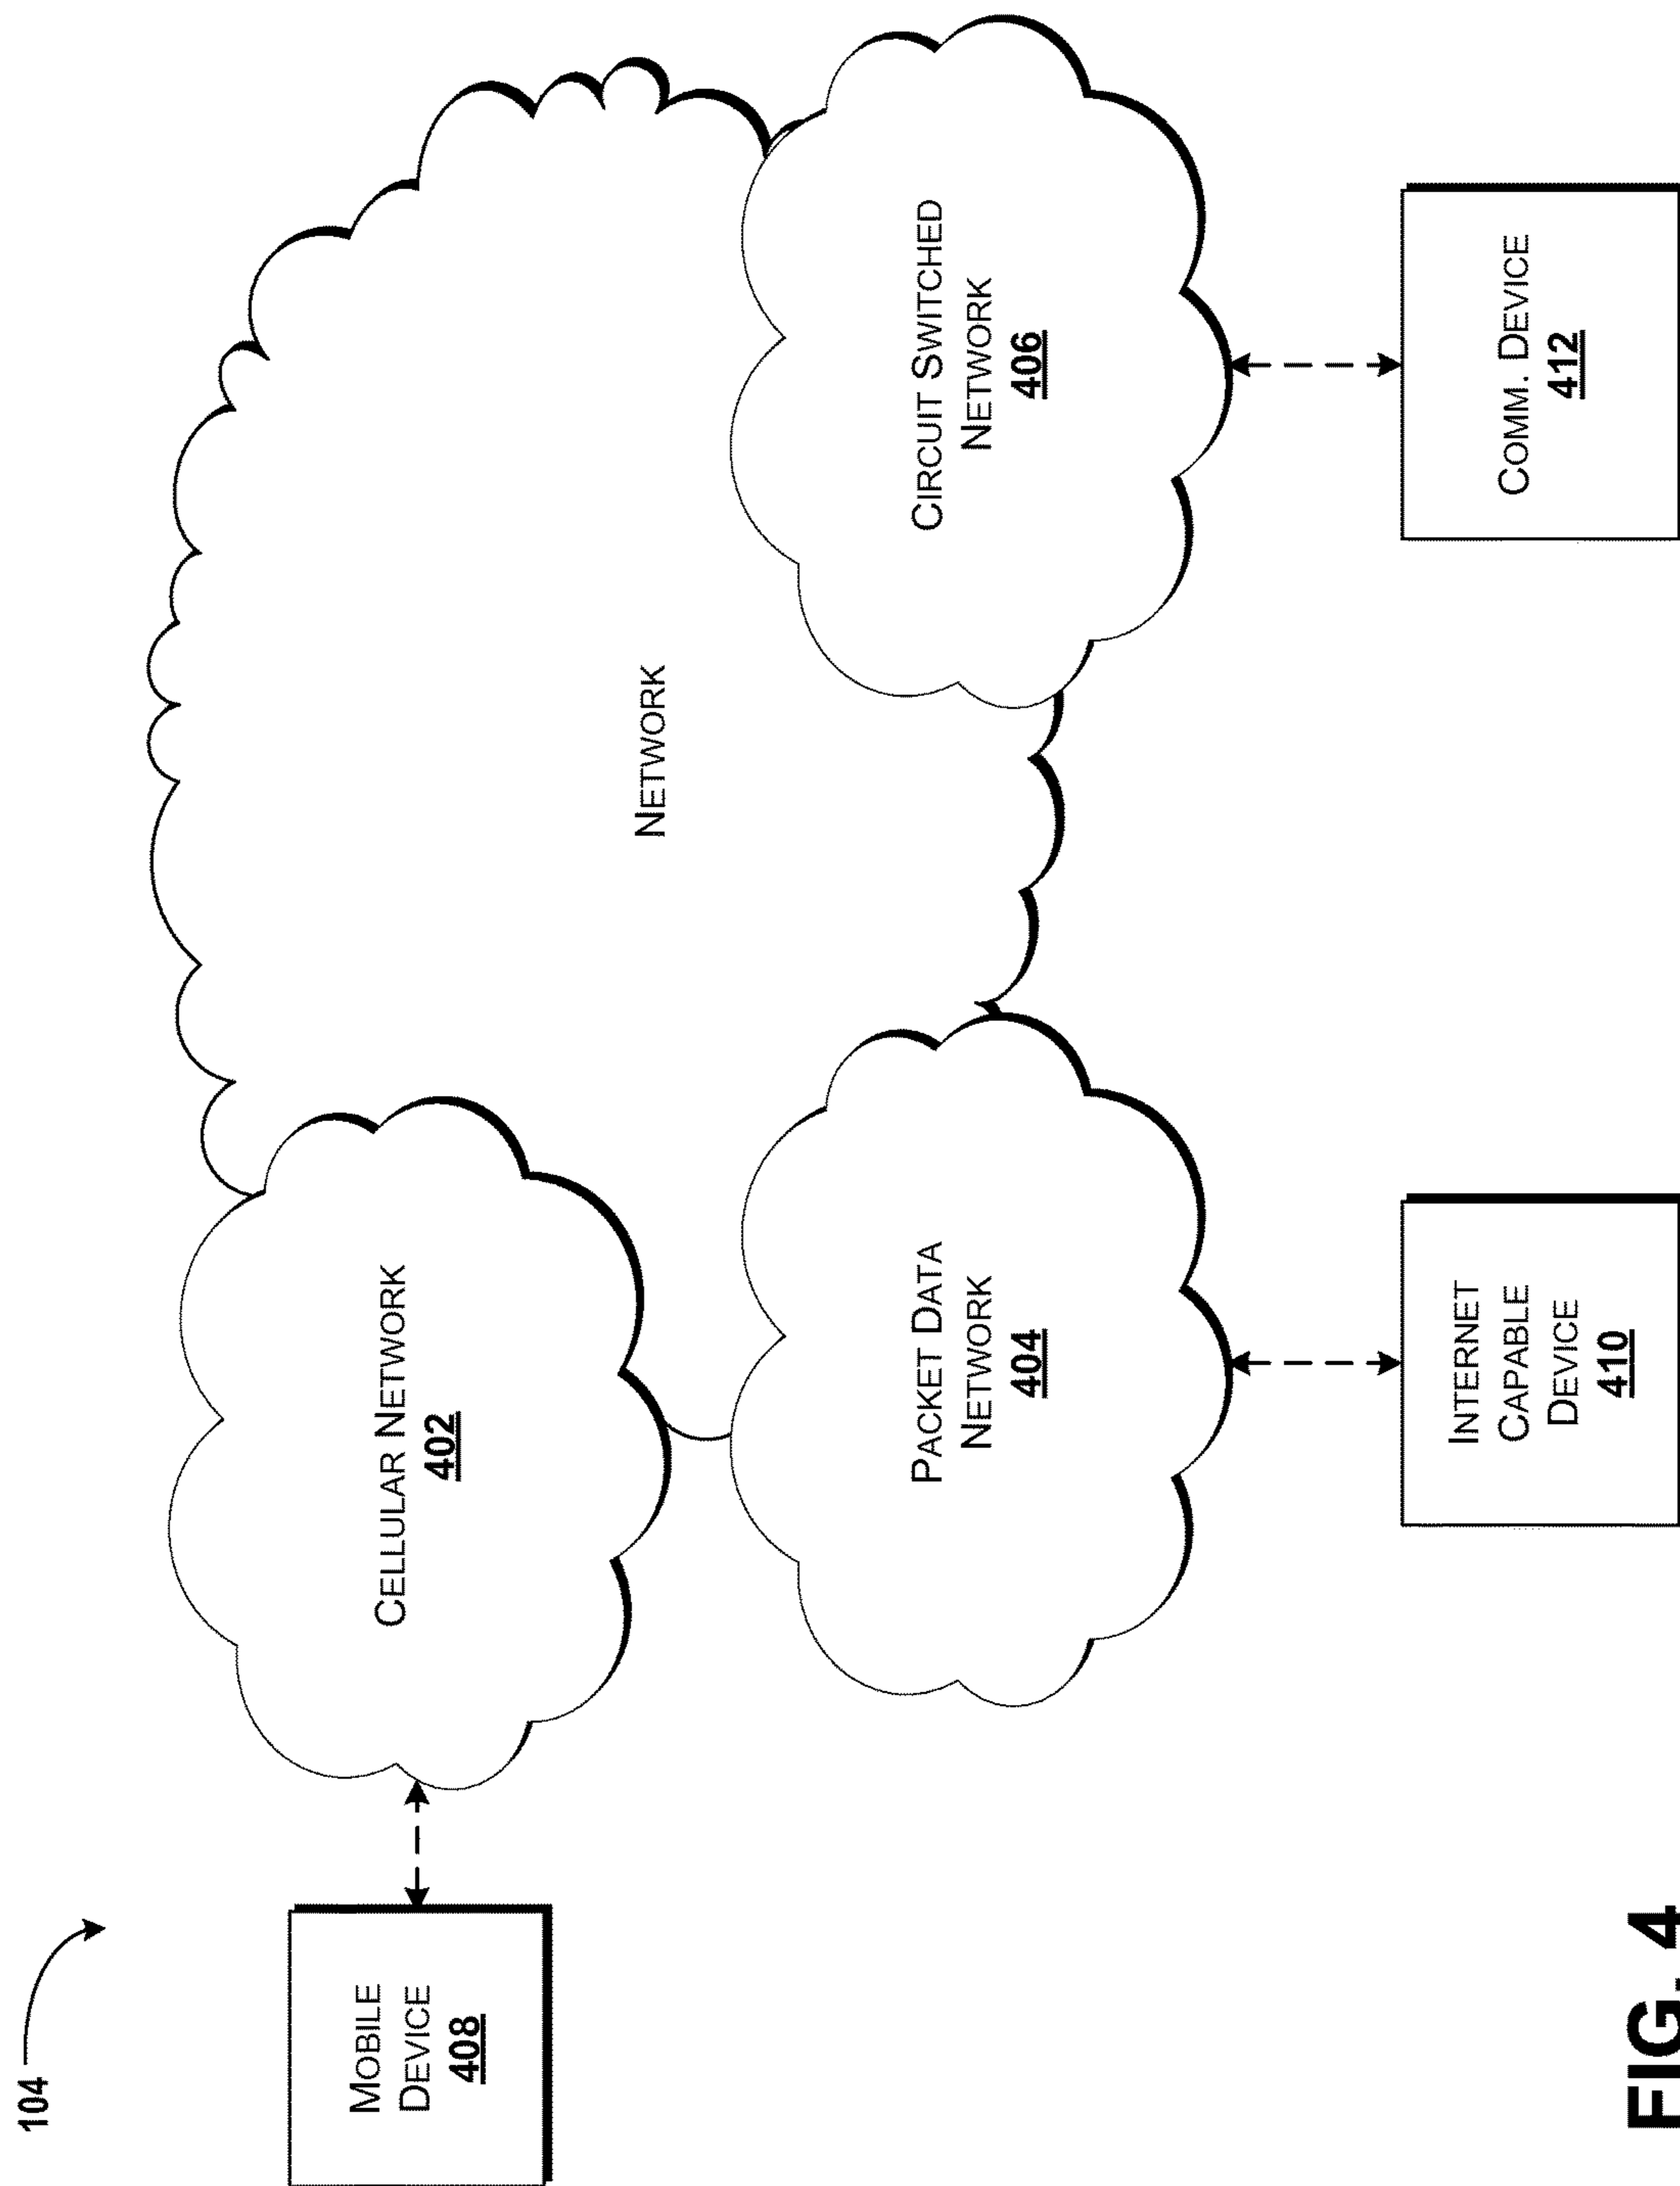 104
MOBILE
DEVICE
408
CELLULAR NETWORK
402
NETWORK
PACKET DATA
NETWORK
404
CIRCUIT SWITCHED
NETWORK
406
INTERNET
CAPABLE
DEVICE
410
COMM. DEVICE
412
FIG. 4